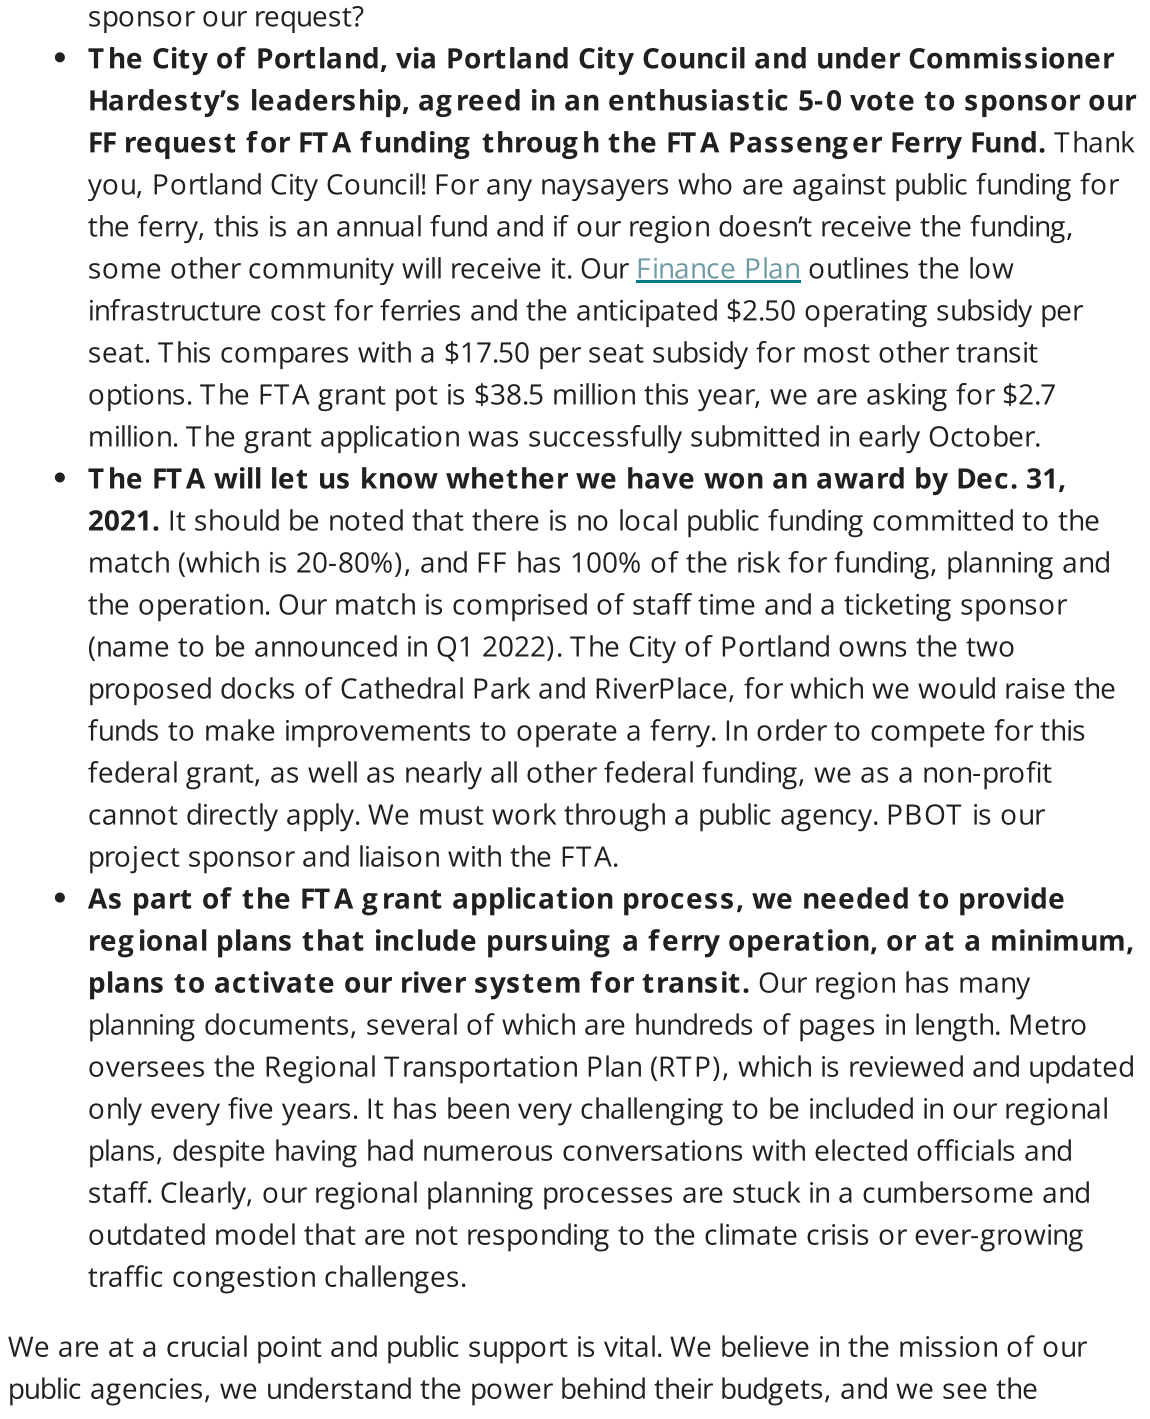 sponsor our request?
• The City of Portland, via Portland City Council and under Commissioner
Hardesty’s leadership, agreed in an enthusiastic 5-0 vote to sponsor our
FF request for FTA funding through the FTA Passenger Ferry Fund. Thank
you, Portland City Council! For any naysayers who are against public funding for
the ferry, this is an annual fund and if our region doesn’t receive the funding,
some other community will receive it. Our Finance Plan outlines the low
infrastructure cost for ferries and the anticipated $2.50 operating subsidy per
seat. This compares with a $17.50 per seat subsidy for most other transit
options. The FTA grant pot is $38.5 million this year, we are asking for $2.7
million. The grant application was successfully submitted in early October.
• The FTA will let us know whether we have won an award by Dec. 31,
2021. It should be noted that there is no local public funding committed to the
match (which is 20-80%), and FF has 100% of the risk for funding, planning and
the operation. Our match is comprised of staff time and a ticketing sponsor
(name to be announced in Q1 2022). The City of Portland owns the two
proposed docks of Cathedral Park and RiverPlace, for which we would raise the
funds to make improvements to operate a ferry. In order to compete for this
federal grant, as well as nearly all other federal funding, we as a non-profit
cannot directly apply. We must work through a public agency. PBOT is our
project sponsor and liaison with the FTA.
• As part of the FTA grant application process, we needed to provide
regional plans that include pursuing a ferry operation, or at a minimum,
plans to activate our river system for transit. Our region has many
planning documents, several of which are hundreds of pages in length. Metro
oversees the Regional Transportation Plan (RTP), which is reviewed and updated
only every five years. It has been very challenging to be included in our regional
plans, despite having had numerous conversations with elected officials and
staff. Clearly, our regional planning processes are stuck in a cumbersome and
outdated model that are not responding to the climate crisis or ever-growing
traffic congestion challenges.
We are at a crucial point and public support is vital. We believe in the mission of our
public agencies, we understand the power behind their budgets, and we see the